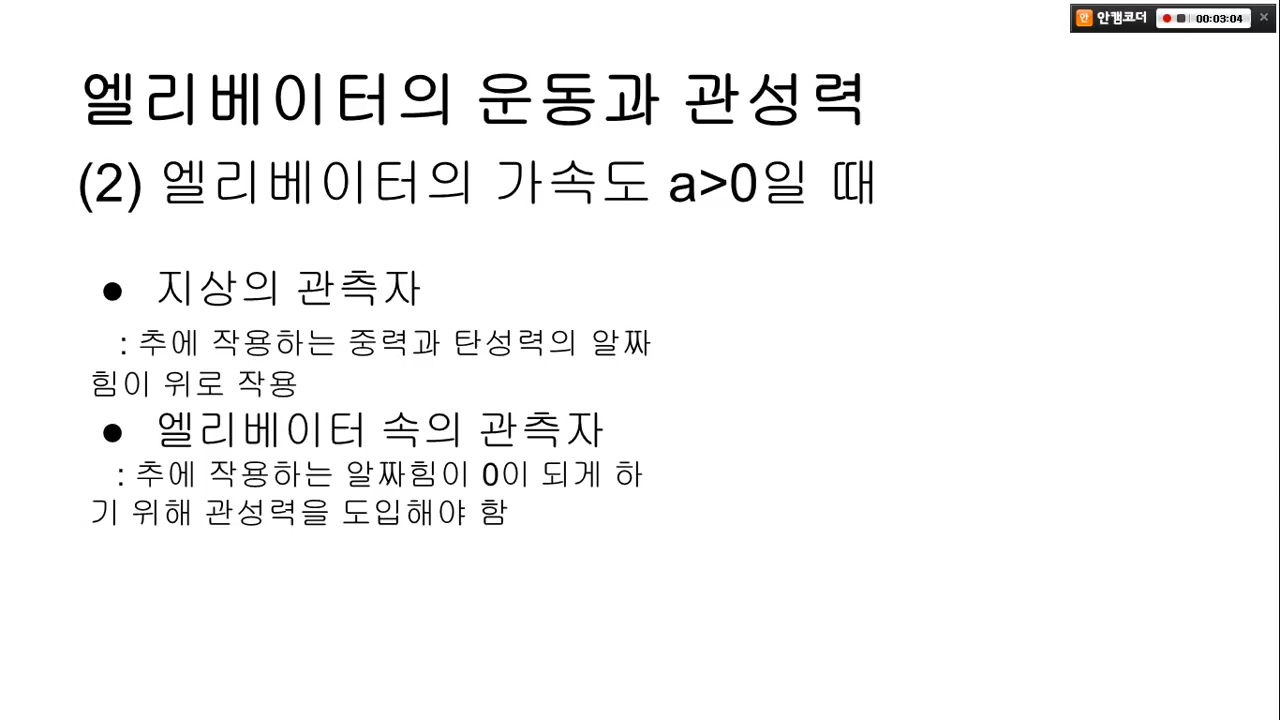 안캠코더 00:03:04
엘리베이터의 운동과 관성력
(2) 엘리베이터의 가속도 a>0일 때
● 지상의 관측자
: 추에 작용하는 중력과 탄성력의 알짜
힘이 위로 작용
● 엘리베이터 속의 관측자
: 추에 작용하는 알짜힘이 0이 되게 하
기 위해 관성력을 도입해야 함